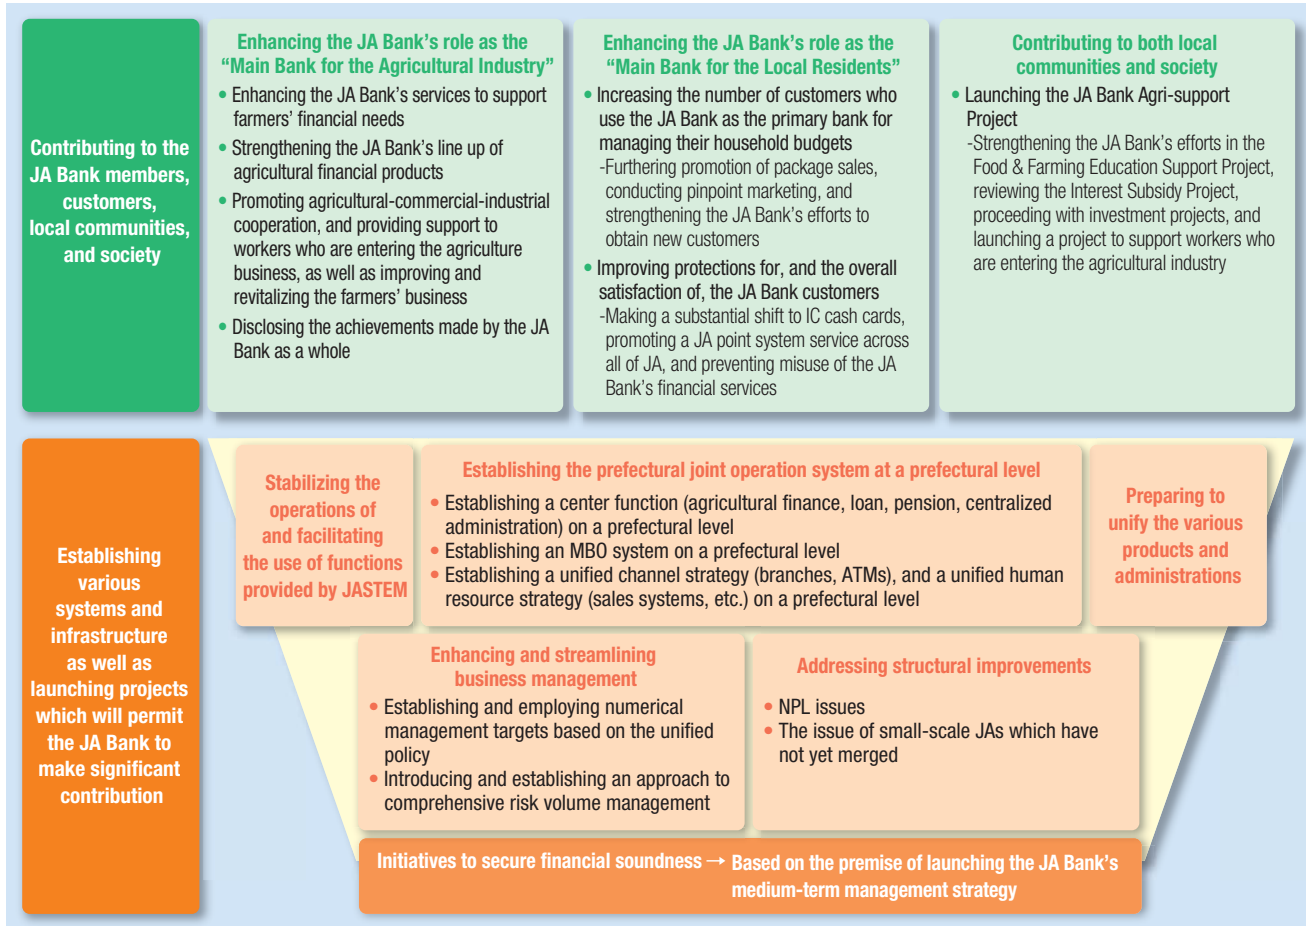 Contributing to the
JA Bank members,
customers,
local communities,
and society
Enhancing the JA Bank's role as the
"Main Bank for the Agricultural Industry"
• Enhancing the JA Bank's services to support
farmers' financial needs
• Strengthening the JA Bank's line up of
agricultural financial products
• Promoting agricultural-commercial-industrial
cooperation, and providing support to
workers who are entering the agriculture
business, as well as improving and
revitalizing the farmers' business
• Disclosing the achievements made by the JA
Bank as a whole
Enhancing the JA Bank's role as the
"Main Bank for the Local Residents"
• Increasing the number of customers who
use the JA Bank as the primary bank for
managing their household budgets
-Furthering promotion of package sales,
conducting pinpoint marketing, and
strengthening the JA Bank's efforts to
obtain new customers
• Improving protections for, and the overall
satisfaction of, the JA Bank customers
-Making a substantial shift to IC cash cards,
promoting a JA point system service across
all of JA, and preventing misuse of the JA
Bank's financial services
Contributing to both local
communities and society
• Launching the JA Bank Agri-support
Project
-Strengthening the JA Bank's efforts in the
Food & Farming Education Support Project,
reviewing the Interest Subsidy Project,
proceeding with investment projects, and
launching a project to support workers who
are entering the agricultural industry
Establishing
various
systems and
infrastructure
as well as
launching projects
which will permit
the JA Bank to
make significant
contribution
Stabilizing the
operations of
and facilitating
the use of functions
provided by JASTEM
Establishing the prefectural joint operation system at a prefectural level
• Establishing a center function (agricultural finance, loan, pension, centralized
administration) on a prefectural level
• Establishing an MBO system on a prefectural level
• Establishing a unified channel strategy (branches, ATMs), and a unified human
resource strategy (sales systems, etc.) on a prefectural level
Preparing to
unify the various
products and
administrations
Enhancing and streamlining
business management
• Establishing and employing numerical
management targets based on the unified
policy
• Introducing and establishing an approach to
comprehensive risk volume management
Addressing structural improvements
• NPL issues
• The issue of small-scale JAs which have
not yet merged
Initiatives to secure financial soundness → Based on the premise of launching the JA Bank's
medium-term management strategy